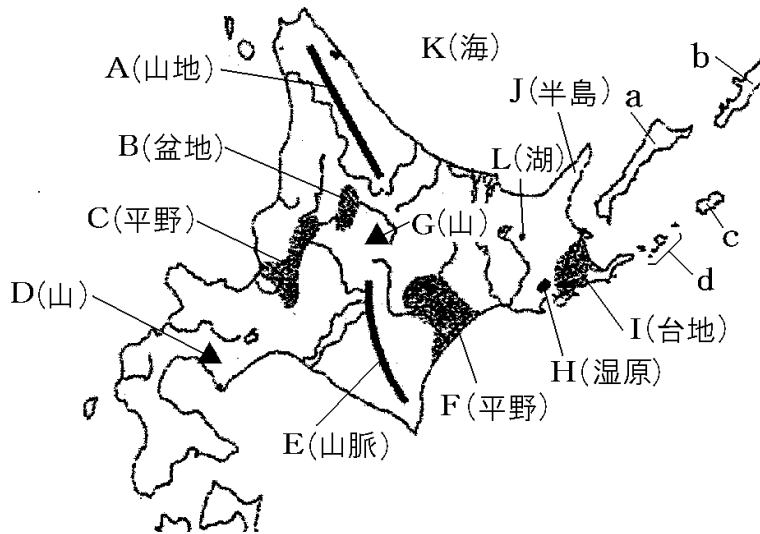 K(海)
A(山地)
b
J(半島)
a
B(盆地)
L(湖)
C(平野)
G(山)
c
d
D(山)
I(台地)
H(湿原)
F(平野)
E(山脈)